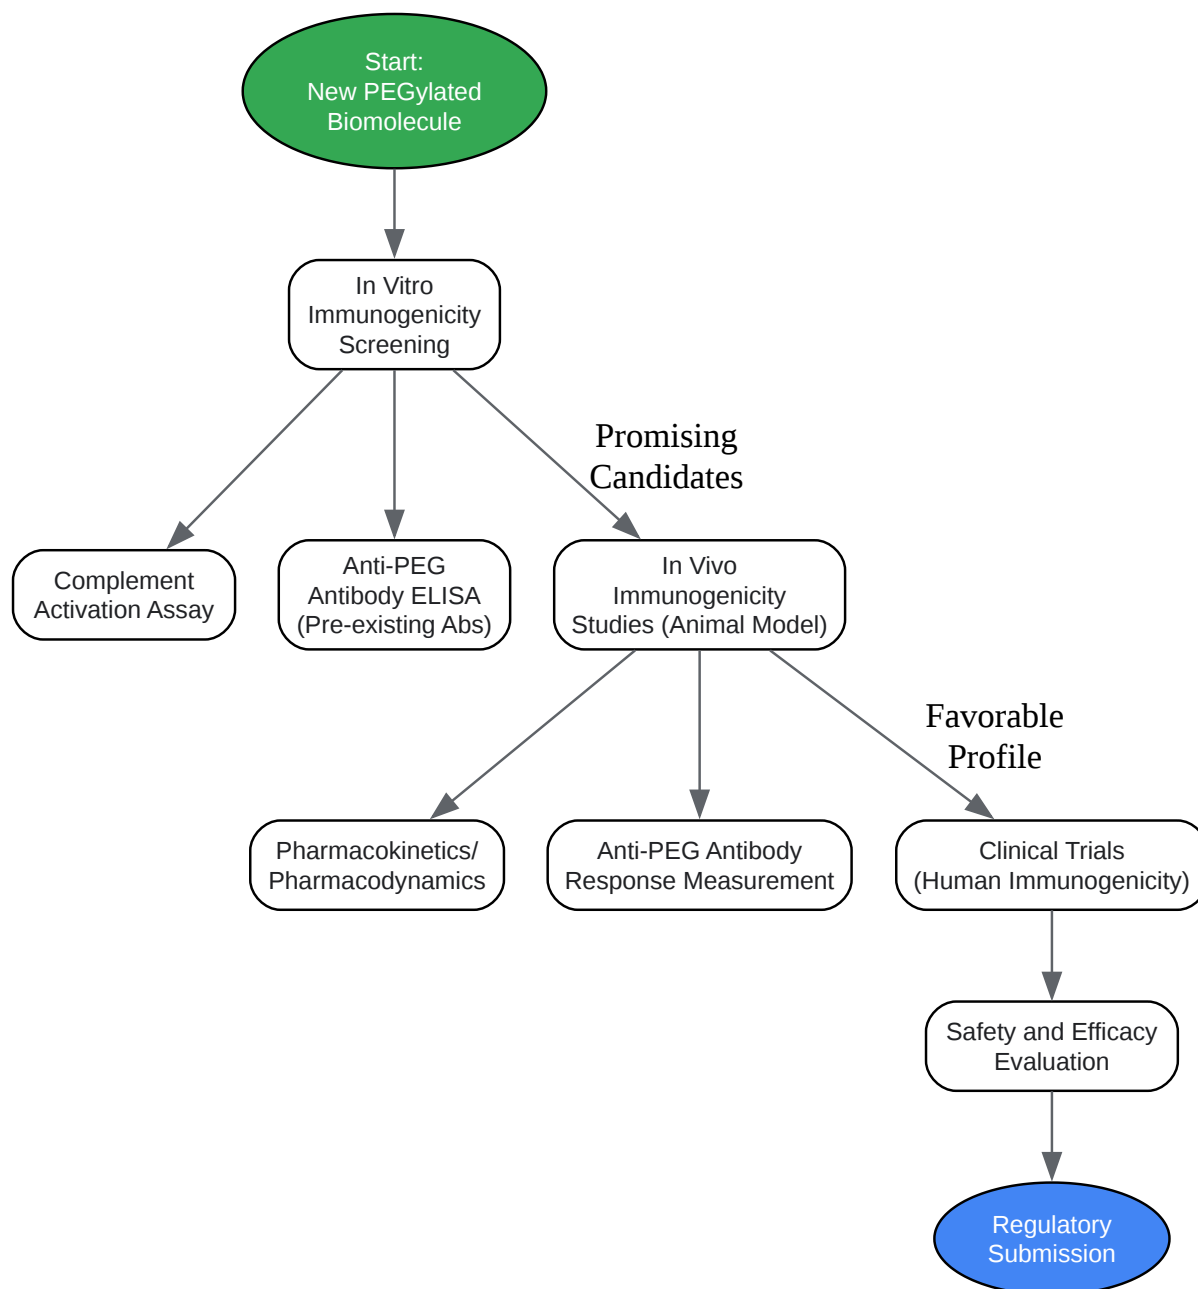 Start:
New PEGylated
Biomolecule
In Vitro
Immunogenicity
Screening
Promising
Candidates
Complement
Activation Assay
Anti-PEG
Antibody ELISA
(Pre-existing Abs)
In Vivo
Immunogenicity
Studies (Animal Model)
Favorable
Profile
Pharmacokinetics/
Pharmacodynamics
Anti-PEG Antibody
Response Measurement
Clinical Trials
(Human Immunogenicity)
Safety and Efficacy
Evaluation
Regulatory
Submission